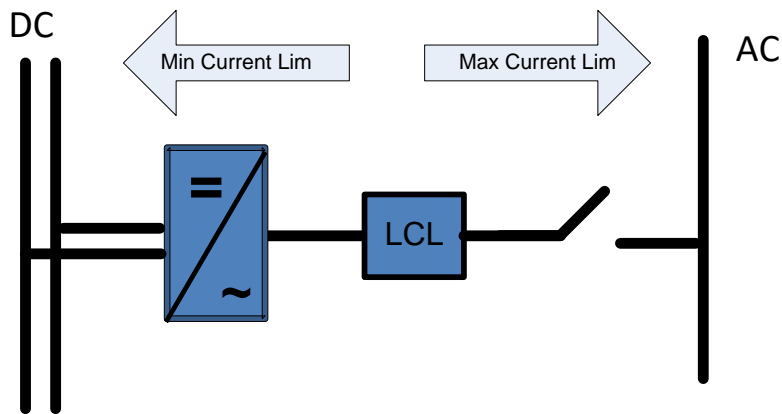 DC
Min Current Lim
Max Current Lim
AC
=
~
LCL